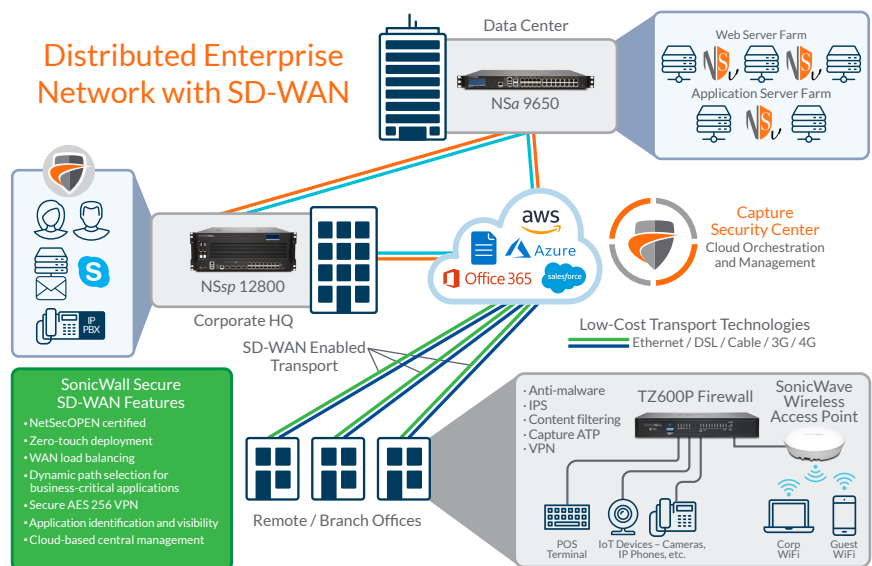 Distributed Enterprise
Network with SD-WAN
Data Center
NSa 9650
Web Server Farm
NSv
NSv
Application Server Farm
NSv
NSsp 12800
Corporate HQ
S
IP
PBX
aws
Azure
Office 365
salesforce
Capture
Security Center
Cloud Orchestration
and Management
SD-WAN Enabled
Transport
Low-Cost Transport Technologies
Ethernet / DSL / Cable / 3G / 4G
SonicWall Secure
SD-WAN Features
• NetSecOPEN certified
• Zero-touch deployment
• WAN load balancing
• Dynamic path selection for
business-critical applications
• Secure AES 256 VPN
• Application identification and visibility
• Cloud-based central management
Remote / Branch Offices
· Anti-malware
· IPS
· Content filtering
· Capture ATP
· VPN
TZ600P Firewall
SonicWave
Wireless
Access Point
POS
Terminal
IoT Devices – Cameras,
IP Phones, etc.
Corp
WiFi
Guest
WiFi